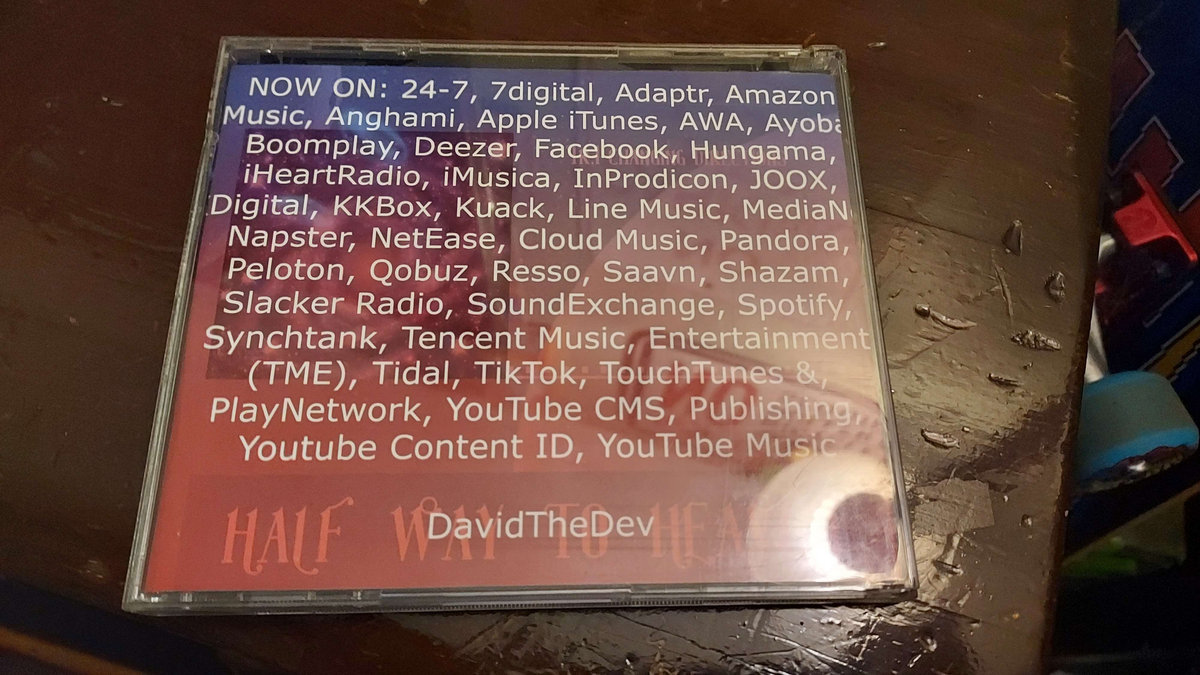 NOW ON: 24-7, 7digital, Adaptr, Amazon
Music, Anghami, Apple iTunes, AWA, Ayoba
Boomplay, Deezer, Facebook, Hungama,
iHeartRadio, iMusica, InProdicon, JOOX,
Digital, KKBox, Kuack, Line Music, MediaN
Napster, NetEase, Cloud Music, Pandora,
Peloton, Qobuz, Resso, Saavn, Shazam,
Slacker Radio, SoundExchange, Spotify,
Synchtank, Tencent Music, Entertainment
(TME), Tidal, TikTok, TouchTunes &,
PlayNetwork, YouTube CMS, Publishing,
Youtube Content ID, YouTube Music
DavidTheDev
HALF WAY TO